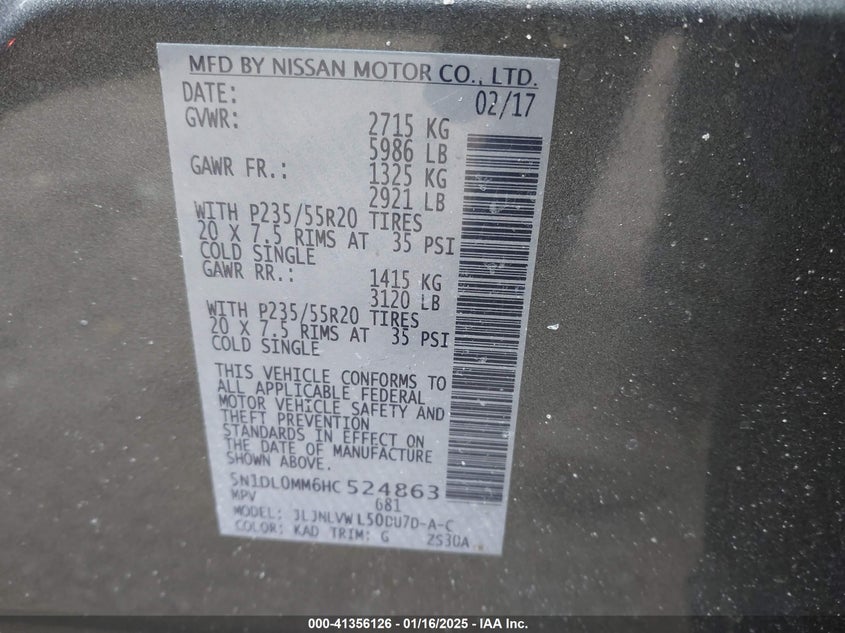 MFD BY NISSAN MOTOR CO., LTD.
DATE: 02/17
GVWR: 2715 KG
5986 LB
GAWR FR.: 1325 KG
2921 LB
WITH P235/55R20 TIRES
20 X 7.5 RIMS AT 35 PSI
COLD SINGLE
GAWR RR.: 1415 KG
3120 LB
WITH P235/55R20 TIRES
20 X 7.5 RIMS AT 35 PSI
COLD SINGLE
THIS VEHICLE CONFORMS TO
ALL APPLICABLE FEDERAL
MOTOR VEHICLE SAFETY AND
THEFT PREVENTION
STANDARDS IN EFFECT ON
THE DATE OF MANUFACTURE
SHOWN ABOVE.
5N1DL0MM6HC 524863
MPV 681
MODEL:
COLOR: KAD TRIM: G
000-41356126 - 01/16/2025 - IAA Inc.